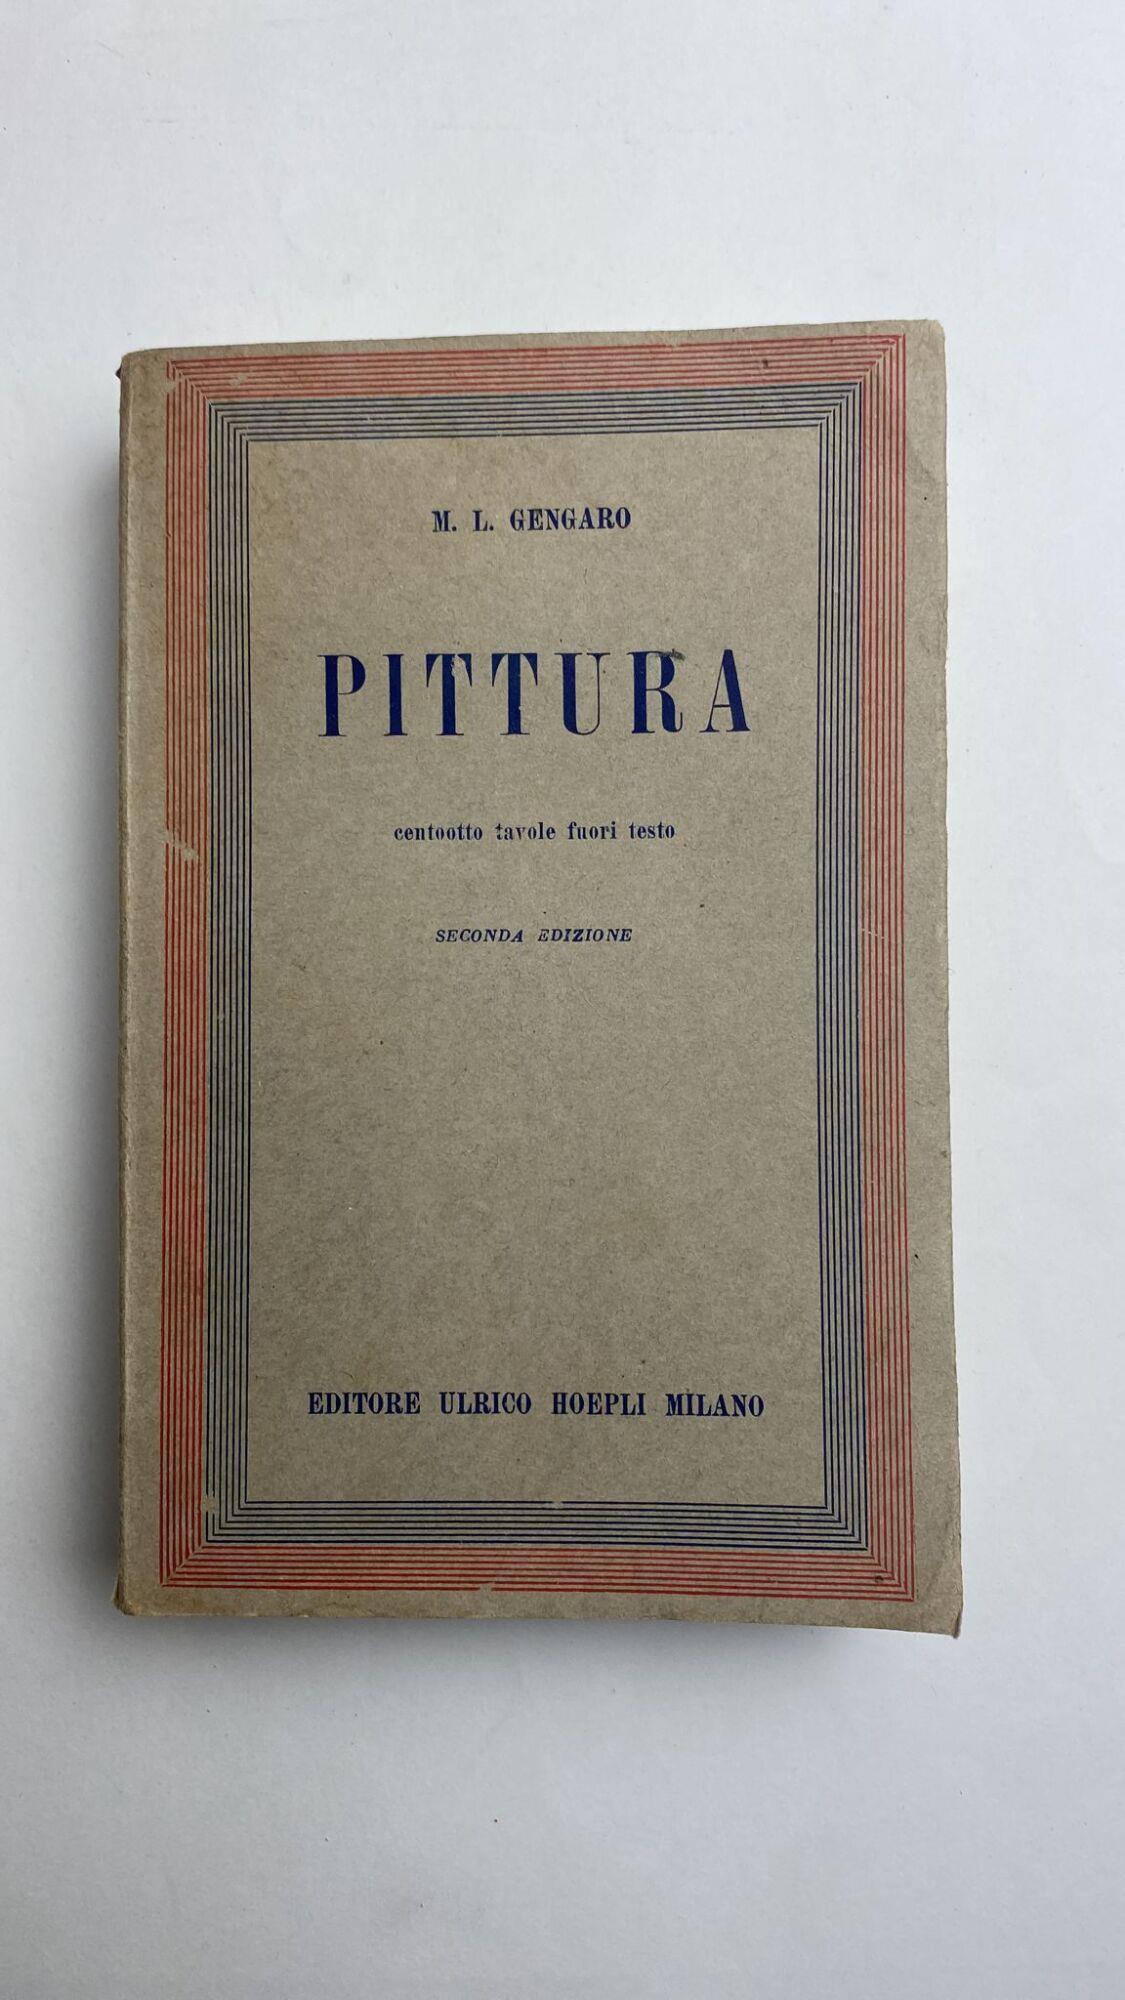 M. L. GENGARO
PITTURA
centootto tavole fuori testo
SECONDA EDIZIONE
EDITORE ULRICO HOEPLI MILANO